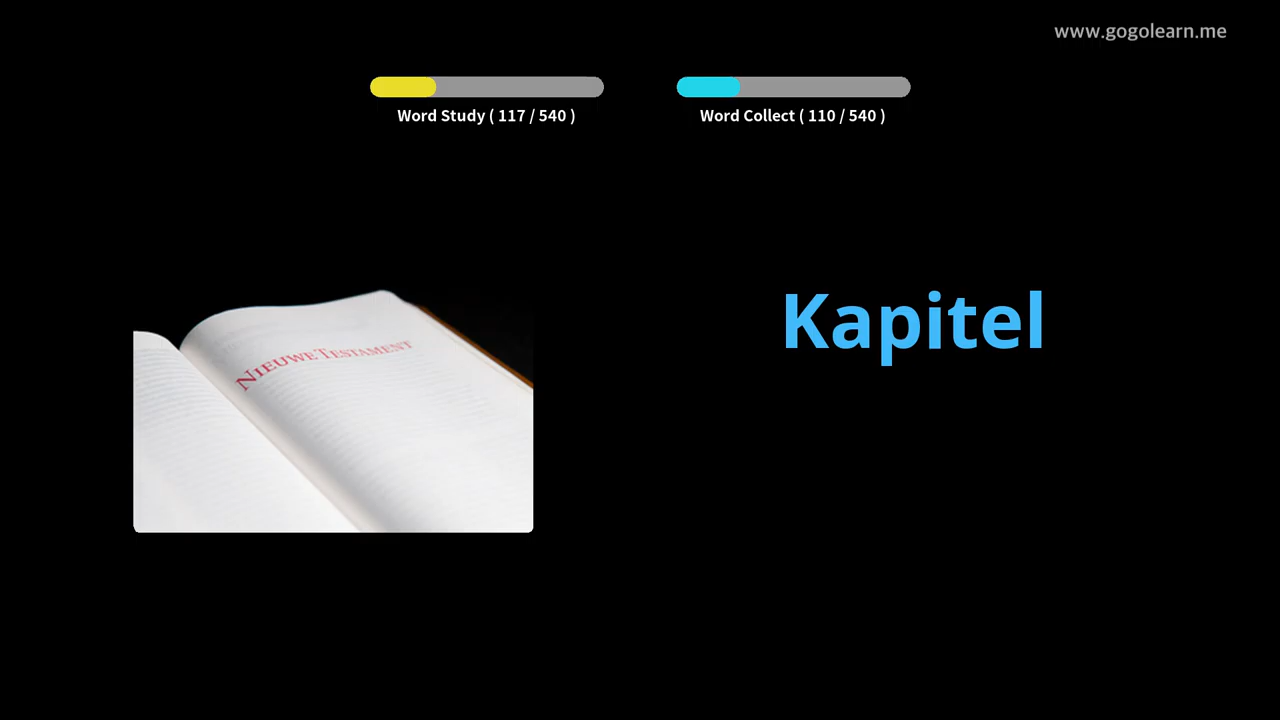 www.gogolearn.me
Word Study ( 117 / 540 )
Word Collect ( 110 / 540 )
Kapitel
NIEUWE TESTAMENT